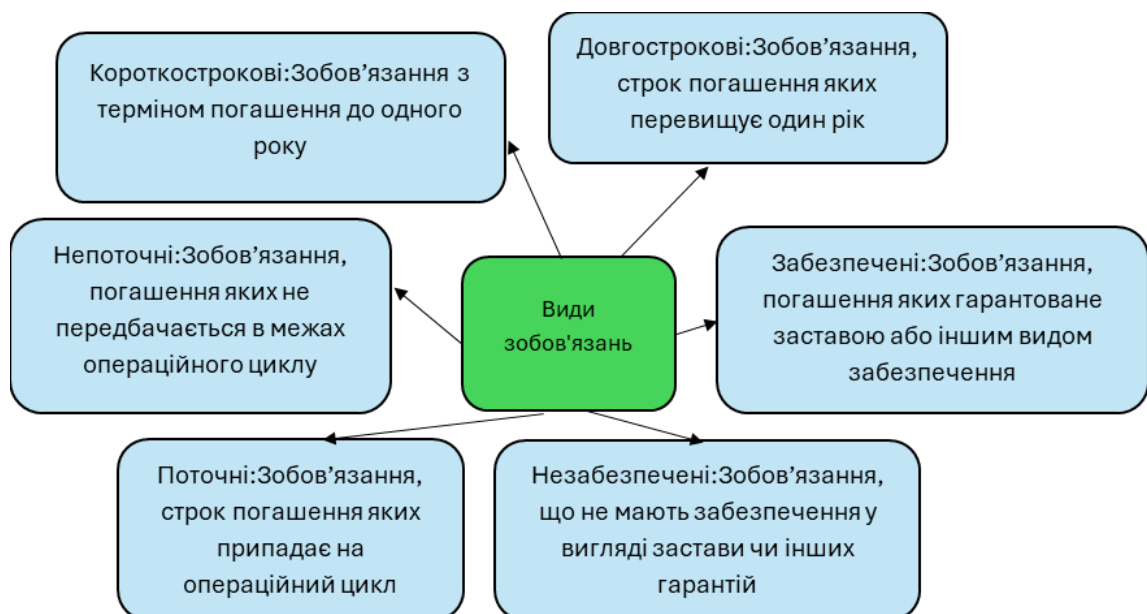 Короткострокові:Зобов’язання з
терміном погашення до одного
року
Довгострокові:Зобов’язання,
строк погашення яких
перевищує один рік
Непоточні:Зобов’язання,
погашення яких не
передбачається в межах
операційного циклу
Види
зобов'язань
Забезпечені:Зобов’язання,
погашення яких гарантоване
заставою або іншим видом
забезпечення
Поточні:Зобов’язання,
строк погашення яких
припадає на
операційний цикл
Незабезпечені:Зобов’язання,
що не мають забезпечення у
вигляді застави чи інших
гарантій